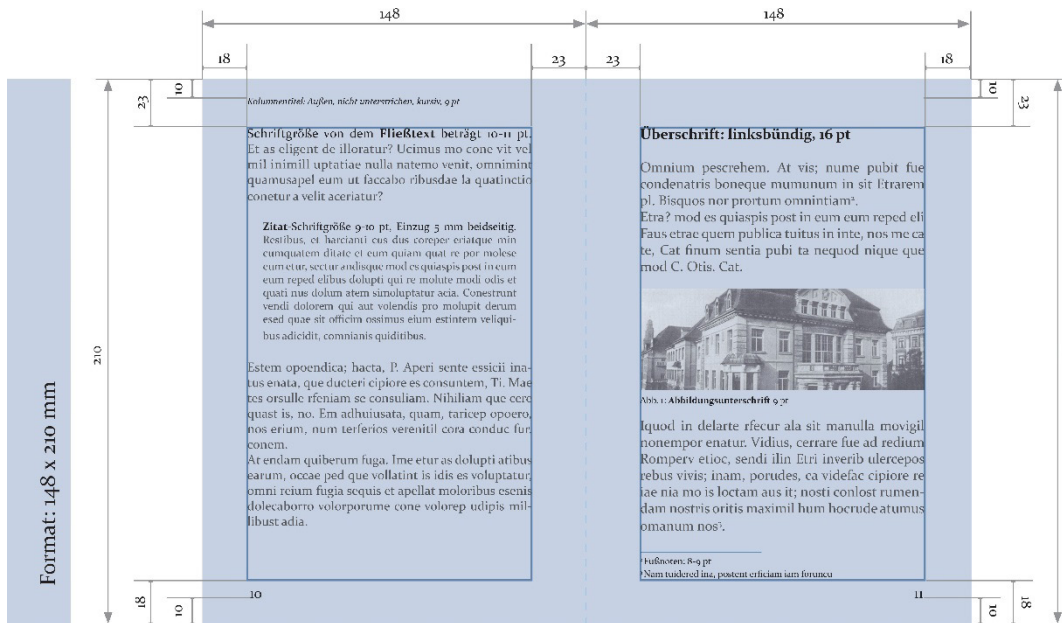 148
148
18
23
23
18
10
23
10
23
Kolumnentitel: Außen, nicht unterstrichen, kursiv, 9 pt
Schriftgröße von dem Fließtext beträgt 10-11 pt.
Et as eligent de illoratur? Ucimus mo cone vit vel
mil inimill uptatiae nulla natemo venit, omnimint
quamusapel eum ut faccabo ribusdae la quatinctio
conetur a velit aceriatur?
Zitat-Schriftgröße 9-10 pt, Einzug 5 mm beidseitig.
Restibus, et harcianti cus dus coreper eriatque min
cumquatem ditate et eum quiam quat re por molese
eum etur, sectur andisque mod es quiaspis post in eum
eum reped elibus dolupti qui re molute modi odis et
quati nus dolum atem simoluptatur acia. Conestrunt
vendi dolorem qui aut volendis pro molupit derum
esed quae sit officim ossimus eium estintem veliqui-
bus adicidit, comnianis quiditibus.
Estem opoendica; hacta, P. Aperi sente essicii ina-
tus enata, que ducteri cipiore es consuntem, Ti. Mae
tes orsulle rfeniam se consuliam. Nihiliam que cere
quast is, no. Em adhuiusata, quam, taricep opoero,
nos erium, num terferios verenitil cora conduc fur.
conem.
At endam quiberum fuga. Ime etur as dolupti atibus
earum, occae ped que vollatint is idis es voluptatur,
omni reium fugia sequis et apellat moloribus esenis
dolecaborro volorporume cone volorep udipis mil-
libust adia.
10
Überschrift: linksbündig, 16 pt
Omnium pescrehem. At vis; nume pubit fue
condenatris boneque mumunum in sit Etrarem
pl. Bisquos nor prortum omnintiam².
Etra? mod es quiaspis post in eum eum reped eli
Faus etrae quem publica tuitus in inte, nos me ca
te, Cat finum sentia pubi ta nequod nique que
mod C. Otis. Cat.
Abb. 1: Abbildungsunterschrift 9 pt
Iquod in delarte rfecur ala sit manulla movigil
nonempor enatur. Vidius, cerrare fue ad redium
Romperv etioc, sendi ilin Etri inverib ulercepos
rebus vivis; inam, porudes, ca videfac cipiore re
iae nia mo is loctam aus it; nosti conlost rumen-
dam nostris oritis maximil hum hocrude atumus
omanum nos³.
² Fußnoten: 8-9 pt
³ Nam tuidered ina, postent erficiam iam foruncu
11
210
Format: 148 x 210 mm
18
10
10
18